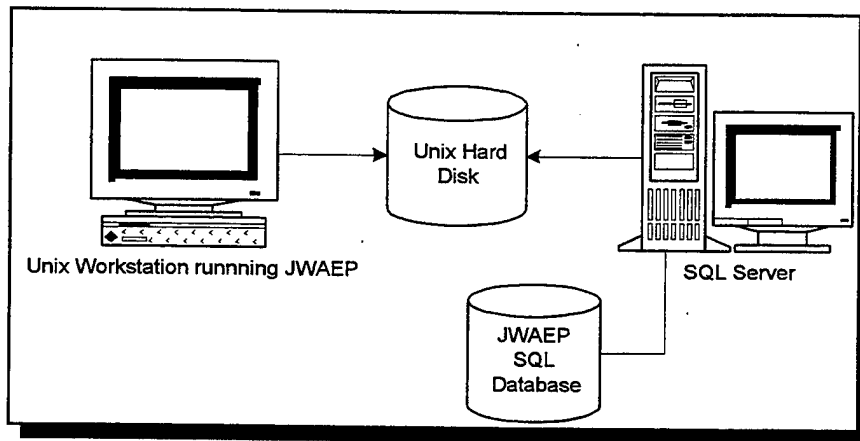 Unix Hard
Disk
Unix Workstation runnning JWAEP
SQL Server
JWAEP
SQL
Database